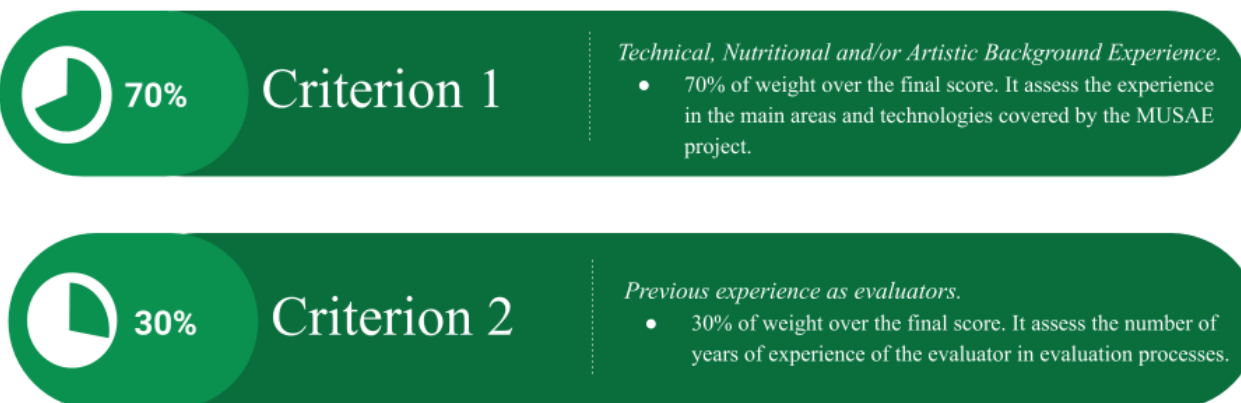 70%
Criterion 1
Technical, Nutritional and/or Artistic Background Experience.
● 70% of weight over the final score. It assess the experience
in the main areas and technologies covered by the MUSAE
project.
30%
Criterion 2
Previous experience as evaluators.
● 30% of weight over the final score. It assess the number of
years of experience of the evaluator in evaluation processes.